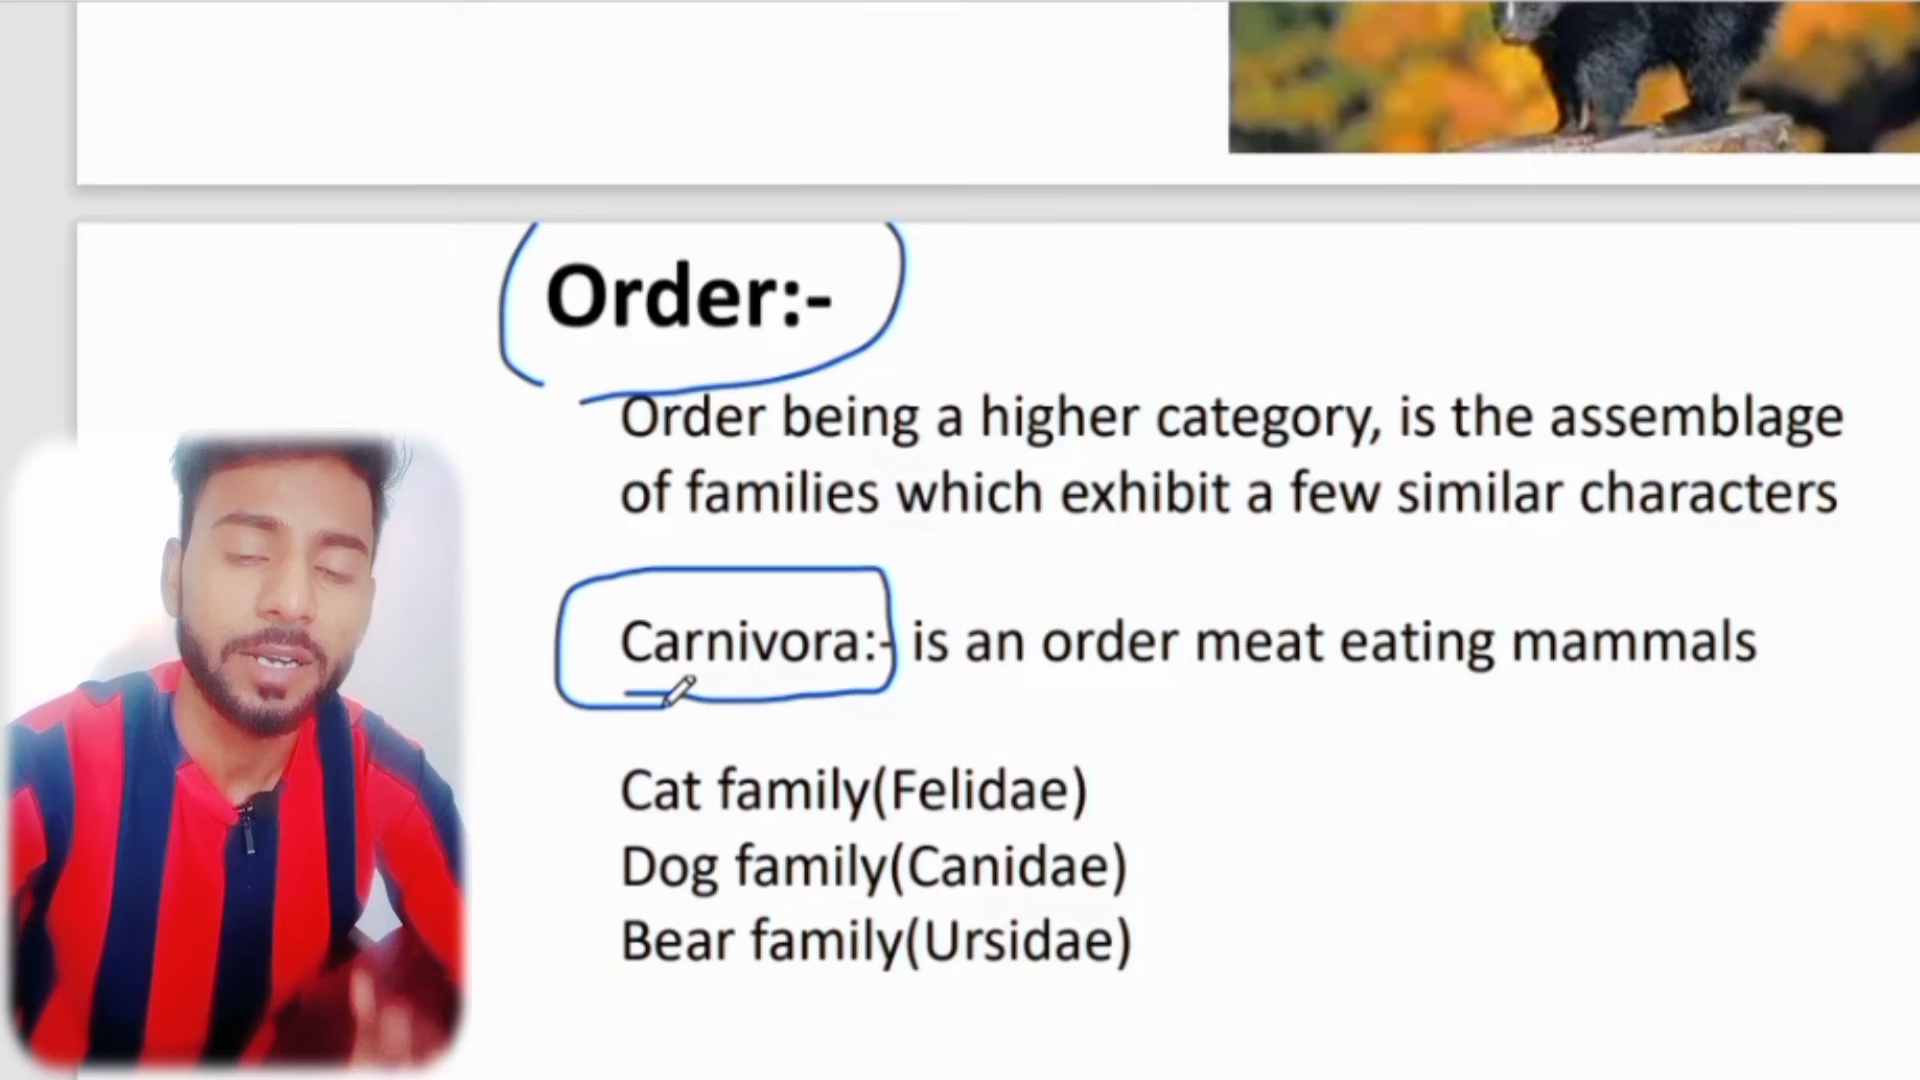 Order:-
Order being a higher category, is the assemblage
of families which exhibit a few similar characters
Carnivora:- is an order meat eating mammals
Cat family(Felidae)
Dog family(Canidae)
Bear family(Ursidae)